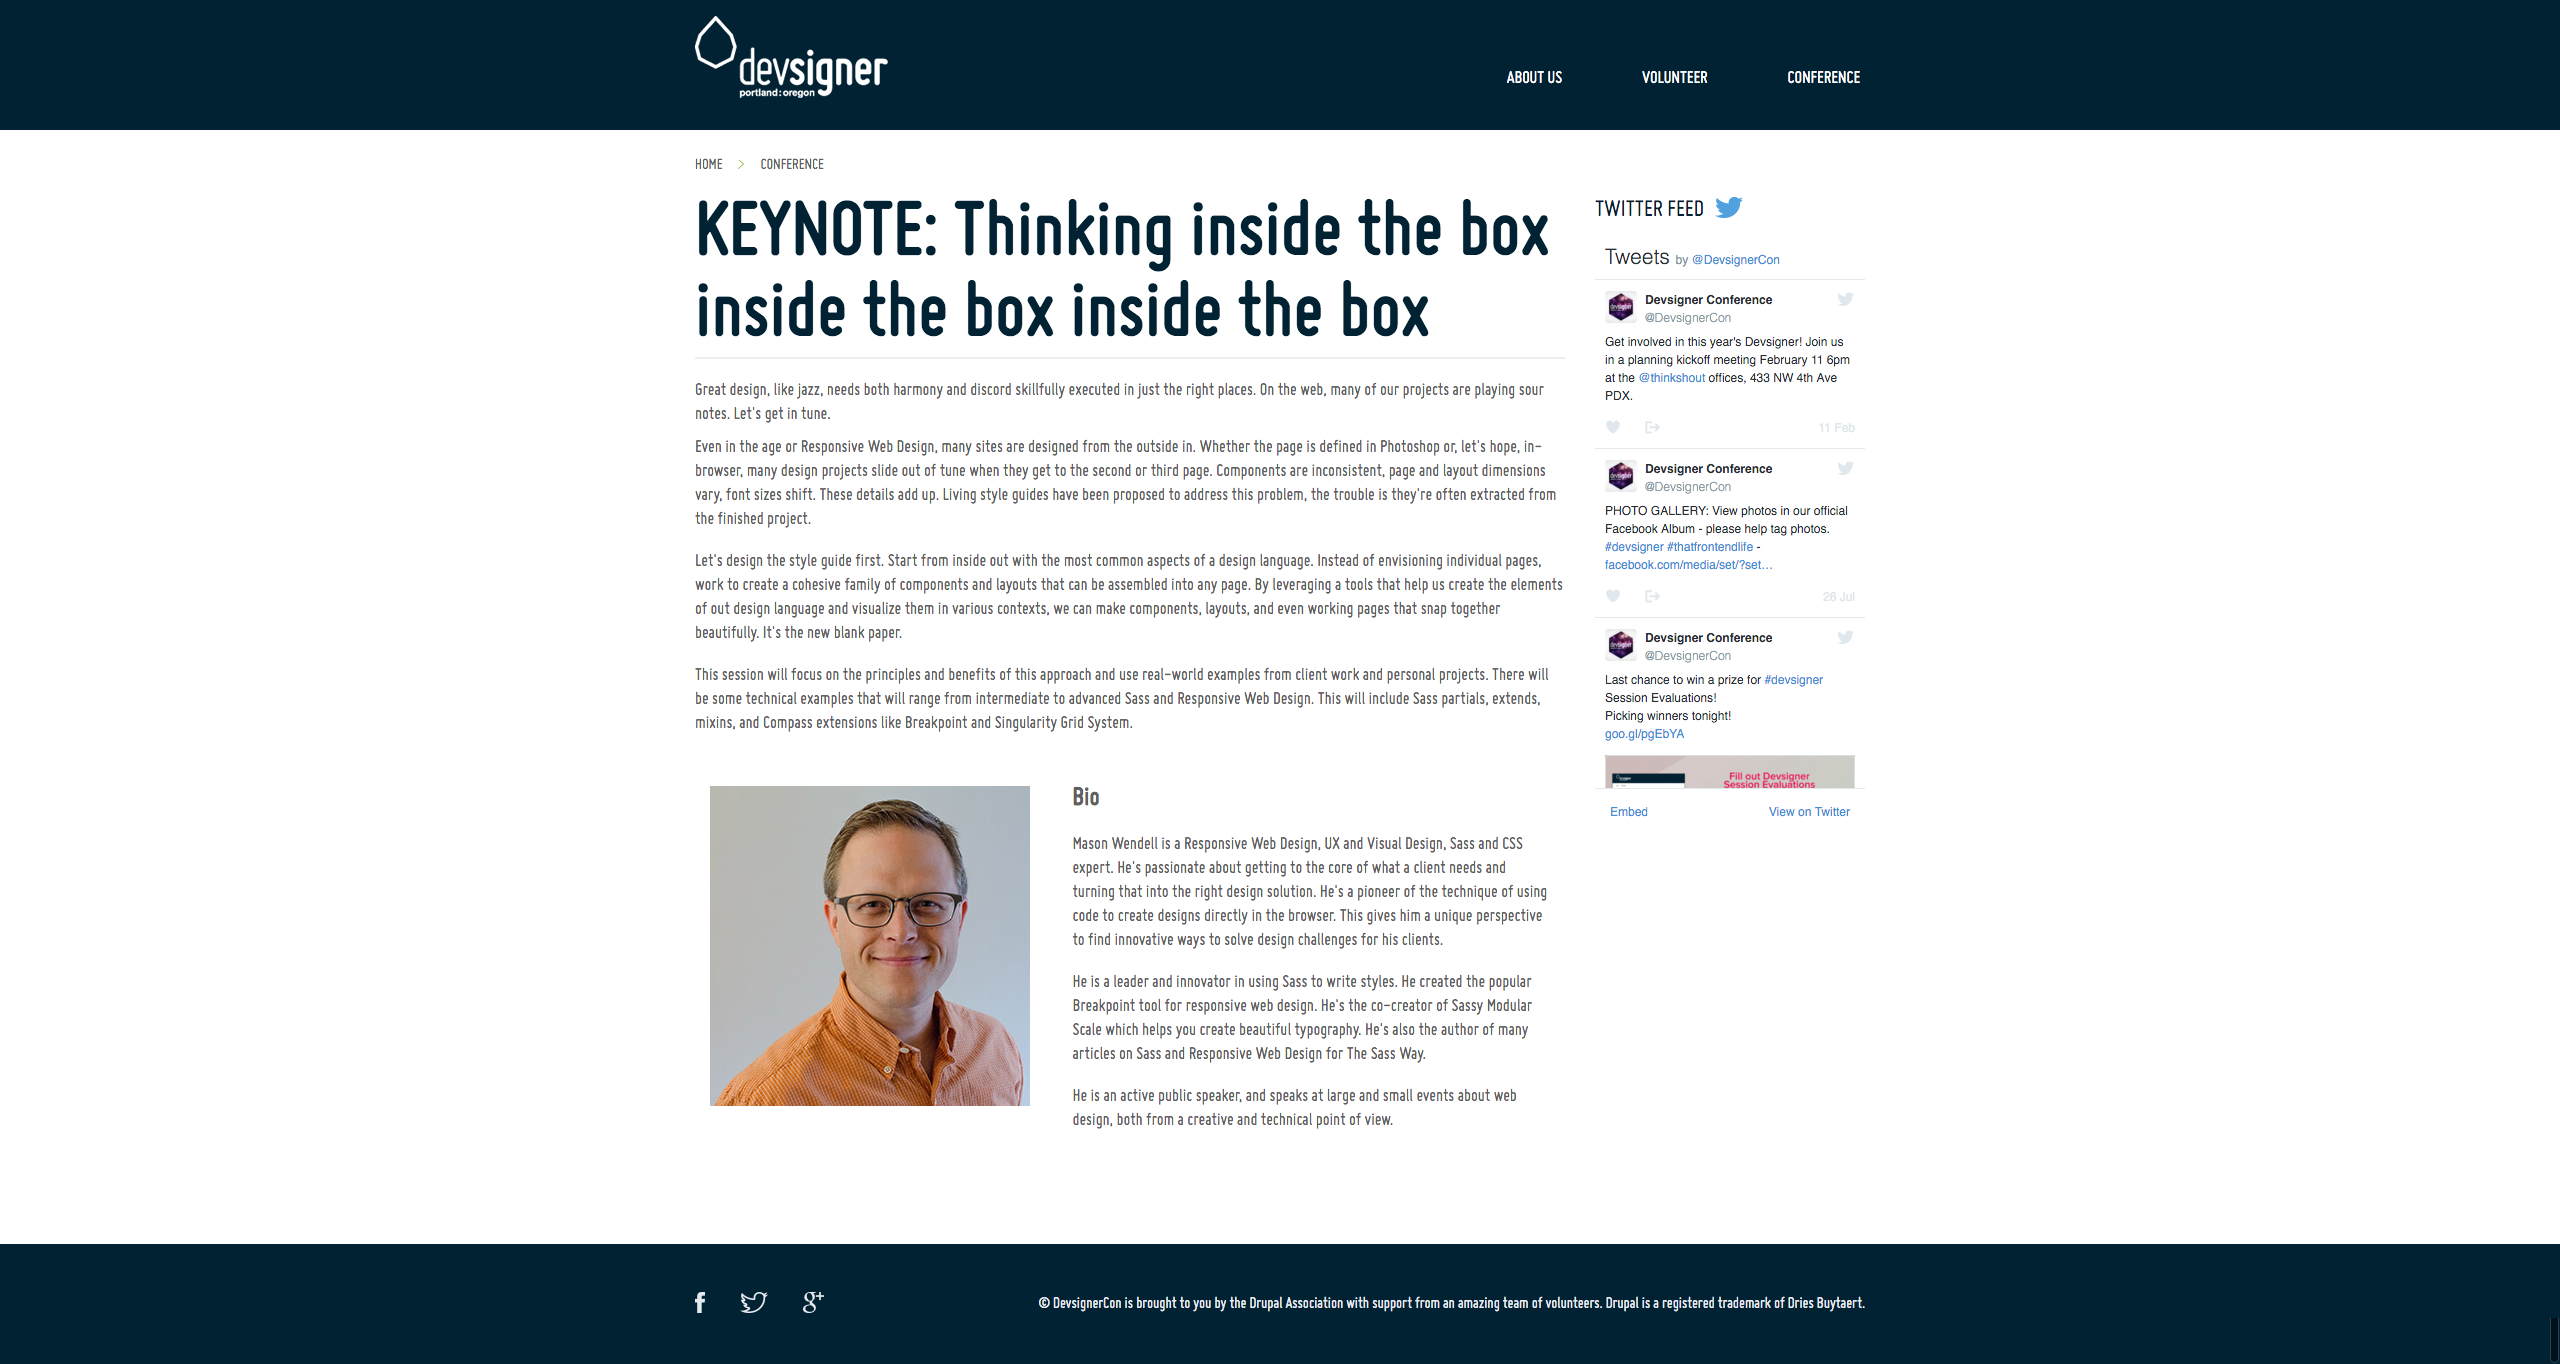 devsigner
portland:oregon
ABOUT US
VOLUNTEER
CONFERENCE
HOME > CONFERENCE
KEYNOTE: Thinking inside the box
inside the box inside the box
Great design, like jazz, needs both harmony and discord skillfully executed in just the right places. On the web, many of our projects are playing sour
notes. Let's get in tune.
Even in the age or Responsive Web Design, many sites are designed from the outside in. Whether the page is defined in Photoshop or, let's hope, in-
browser, many design projects slide out of tune when they get to the second or third page. Components are inconsistent, page and layout dimensions
vary, font sizes shift. These details add up. Living style guides have been proposed to address this problem, the trouble is they're often extracted from
the finished project.
Let's design the style guide first. Start from inside out with the most common aspects of a design language. Instead of envisioning individual pages,
work to create a cohesive family of components and layouts that can be assembled into any page. By leveraging a tools that help us create the elements
of out design language and visualize them in various contexts, we can make components, layouts, and even working pages that snap together
beautifully. It's the new blank paper.
This session will focus on the principles and benefits of this approach and use real-world examples from client work and personal projects. There will
be some technical examples that will range from intermediate to advanced Sass and Responsive Web Design. This will include Sass partials, extends,
mixins, and Compass extensions like Breakpoint and Singularity Grid System.
Bio
Mason Wendell is a Responsive Web Design, UX and Visual Design, Sass and CSS
expert. He's passionate about getting to the core of what a client needs and
turning that into the right design solution. He's a pioneer of the technique of using
code to create designs directly in the browser. This gives him a unique perspective
to find innovative ways to solve design challenges for his clients.
He is a leader and innovator in using Sass to write styles. He created the popular
Breakpoint tool for responsive web design. He's the co-creator of Sassy Modular
Scale which helps you create beautiful typography. He's also the author of many
articles on Sass and Responsive Web Design for The Sass Way.
He is an active public speaker, and speaks at large and small events about web
design, both from a creative and technical point of view.
TWITTER FEED
Tweets by @DevsignerCon
Devsigner Conference
@DevsignerCon
Get involved in this year's Devsigner! Join us
in a planning kickoff meeting February 11 6pm
at the @thinkshout offices, 433 NW 4th Ave
PDX.
11 Feb
Devsigner Conference
@DevsignerCon
PHOTO GALLERY: View photos in our official
Facebook Album - please help tag photos.
#devsigner #thatfrontendlife -
facebook.com/media/set/?set…
26 Jul
Devsigner Conference
@DevsignerCon
Last chance to win a prize for #devsigner
Session Evaluations!
Picking winners tonight!
goo.gl/pgEbYA
Fill out Devsigner
Session Evaluations
Embed
View on Twitter
© DevsignerCon is brought to you by the Drupal Association with support from an amazing team of volunteers. Drupal is a registered trademark of Dries Buytaert.